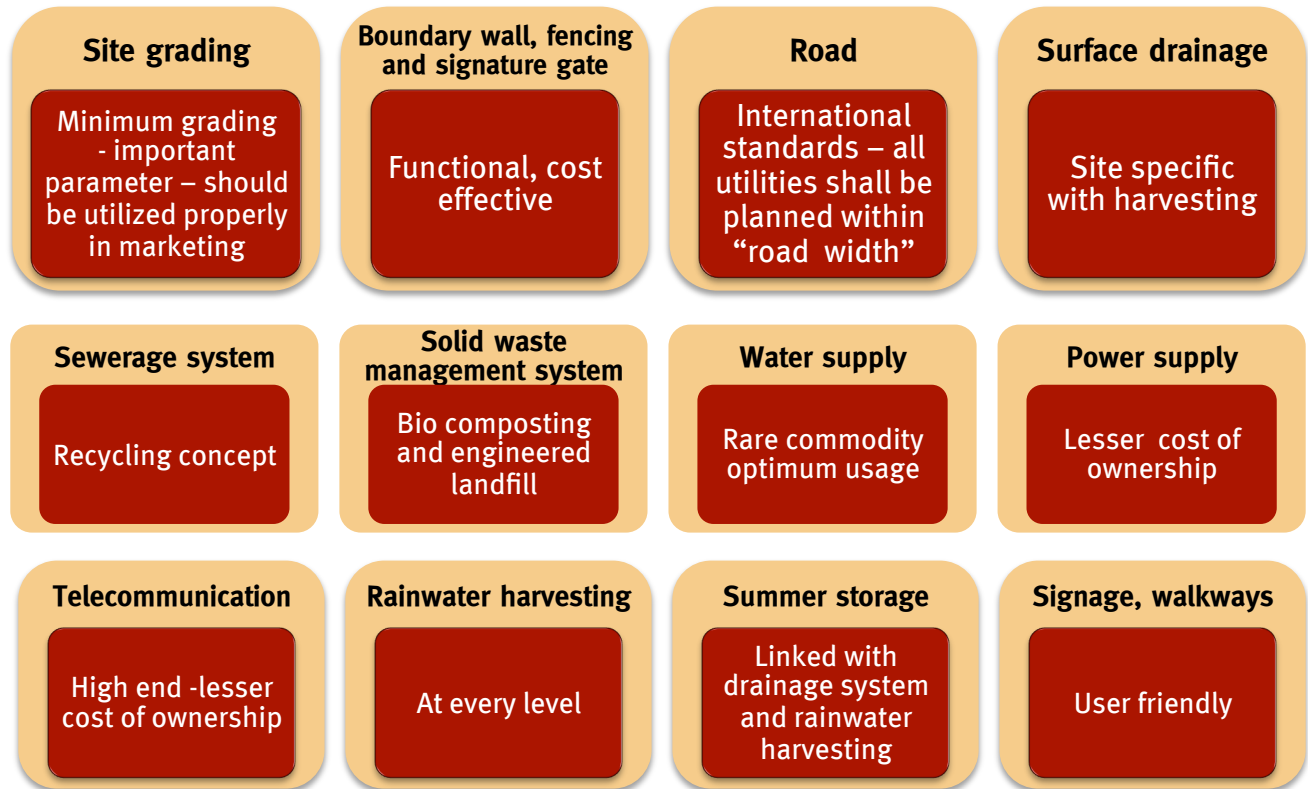 Site grading
Minimum grading
- important
parameter – should
be utilized properly
in marketing
Boundary wall, fencing
and signature gate
Functional, cost
effective
Road
International
standards – all
utilities shall be
planned within
“road width”
Surface drainage
Site specific
with harvesting
Sewerage system
Recycling concept
Solid waste
management system
Bio composting
and engineered
landfill
Water supply
Rare commodity
optimum usage
Power supply
Lesser cost of
ownership
Telecommunication
High end -lesser
cost of ownership
Rainwater harvesting
At every level
Summer storage
Linked with
drainage system
and rainwater
harvesting
Signage, walkways
User friendly